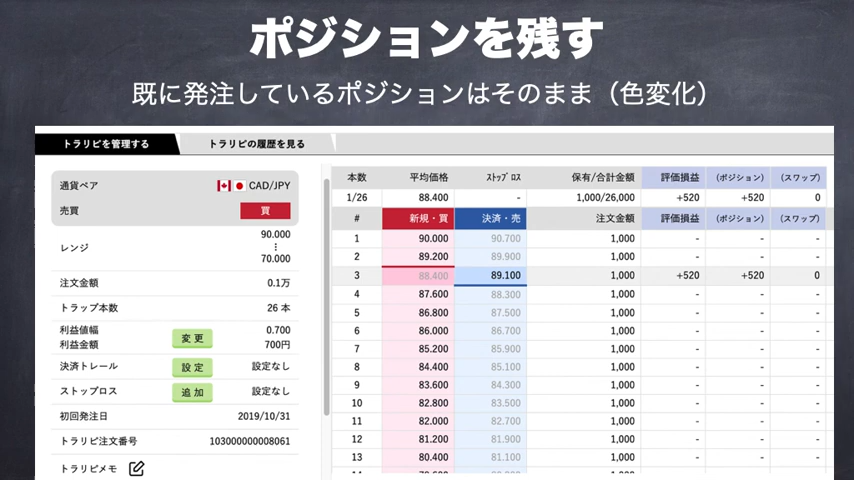 ポジションを残す
既に発注しているポジションはそのまま（色変化）
トラリピを管理する トラリピの履歴を見る
通貨ペア CAD/JPY
売買 買
レンジ 90.000
⋮
70.000
注文金額 0.1万
トラップ本数 26 本
利益値幅 0.700
利益金額 変更 700円
決済トレール 設定 設定なし
ストップロス 追加 設定なし
初回発注日 2019/10/31
トラリピ注文番号 103000000008061
トラリピメモ
本数 平均価格 ストップロス 保有/合計金額 評価損益 (ポジション) (スワップ)
1/26 88.400 - 1,000/26,000 +520 +520 0
# 新規・買 決済・売 注文金額 評価損益 (ポジション) (スワップ)
1 90.000 90.700 1,000 - - -
2 89.200 89.900 1,000 - - -
3 88.400 89.100 1,000 +520 +520 0
4 87.600 88.300 1,000 - - -
5 86.800 87.500 1,000 - - -
6 86.000 86.700 1,000 - - -
7 85.200 85.900 1,000 - - -
8 84.400 85.100 1,000 - - -
9 83.600 84.300 1,000 - - -
10 82.800 83.500 1,000 - - -
11 82.000 82.700 1,000 - - -
12 81.200 81.900 1,000 - - -
13 80.400 81.100 1,000 - - -